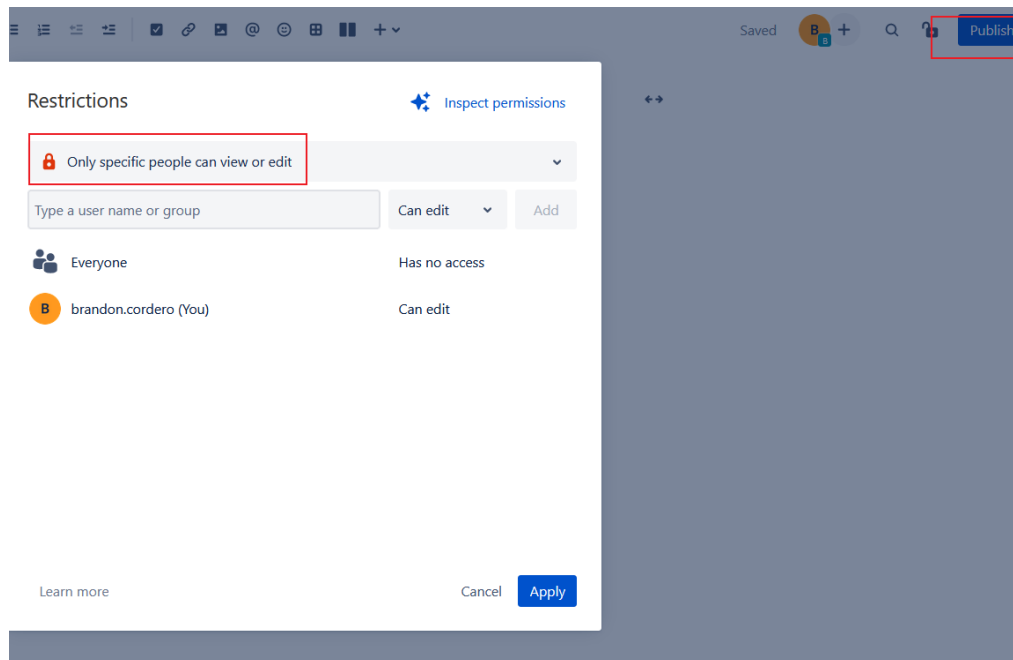 Saved
B
B
Publish
Restrictions
Inspect permissions
Only specific people can view or edit
Type a user name or group
Can edit
Add
Everyone
Has no access
B
brandon.cordero (You)
Can edit
Learn more
Cancel
Apply